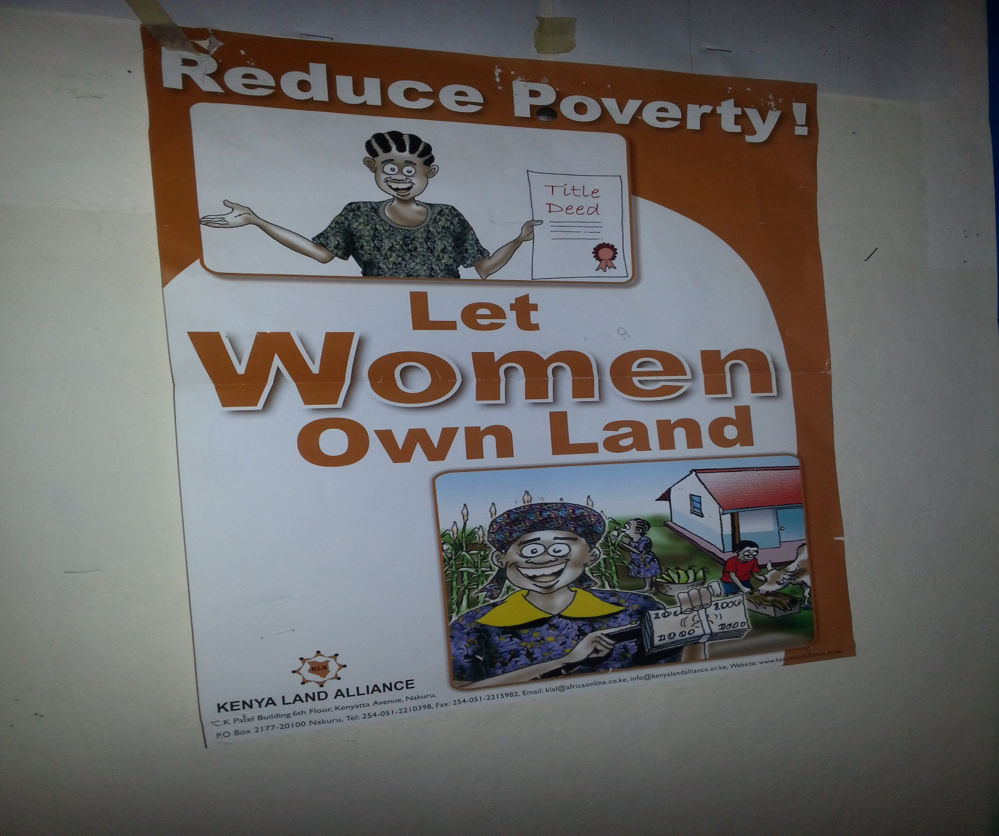 Reduce Poverty!
Title
Deed
Let
Women
Own Land
1000
1000
1000
KLA
KENYA LAND ALLIANCE
C.K Patel Building 6th Floor, Kenyatta Avenue, Nakuru,
P.O Box 2177-20100 Nakuru, Tel: 254-051-2210398, Fax: 254-051-2215982, Email: klal@africaonline.co.ke, info@kenyalandalliance.or.ke, Website: www.kenyalandalliance.or.ke